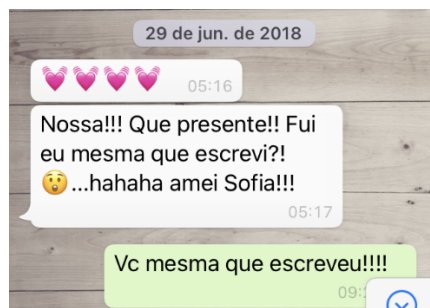 29 de jun. de 2018
💓💓💓💓
05:16
Nossa!!! Que presente!! Fui
eu mesma que escrevi?!
😲...hahaha amei Sofia!!!
05:17
Vc mesma que escreveu!!!!